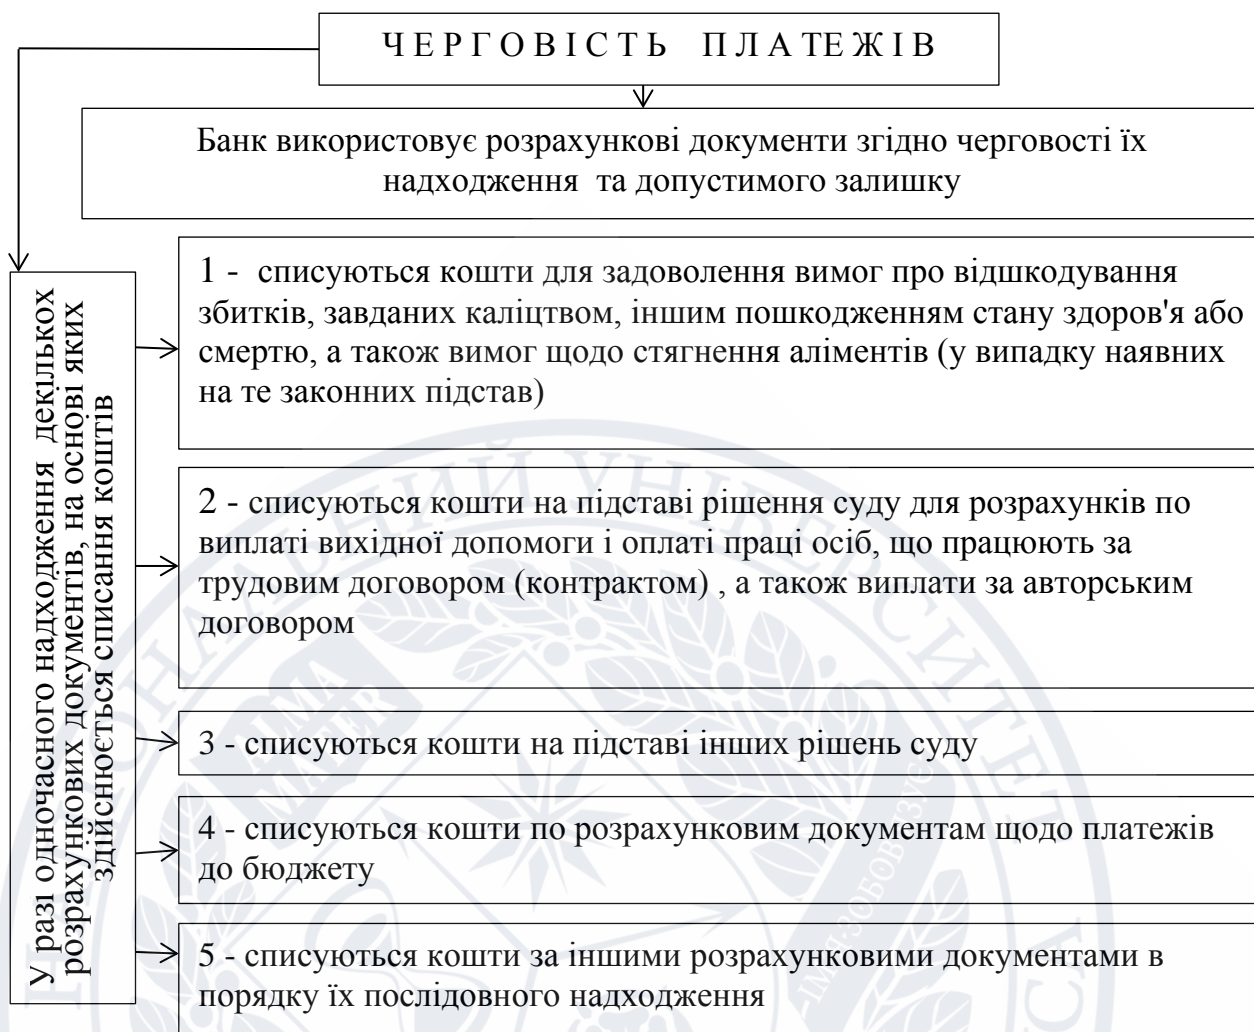 ЧЕРГОВІСТЬ ПЛАТЕЖІВ
Банк використовує розрахункові документи згідно черговості їх
надходження та допустимого залишку
У разі одночасного надходження декількох
розрахункових документів, на основі яких
здійснюється списання коштів
1 - списуються кошти для задоволення вимог про відшкодування
збитків, завданих каліцтвом, іншим пошкодженням стану здоров'я або
смертю, а також вимог щодо стягнення аліментів (у випадку наявних
на те законних підстав)
2 - списуються кошти на підставі рішення суду для розрахунків по
виплаті вихідної допомоги і оплаті праці осіб, що працюють за
трудовим договором (контрактом) , а також виплати за авторським
договором
3 - списуються кошти на підставі інших рішень суду
4 - списуються кошти по розрахунковим документам щодо платежів
до бюджету
5 - списуються кошти за іншими розрахунковими документами в
порядку їх послідовного надходження
ALMA
MATER